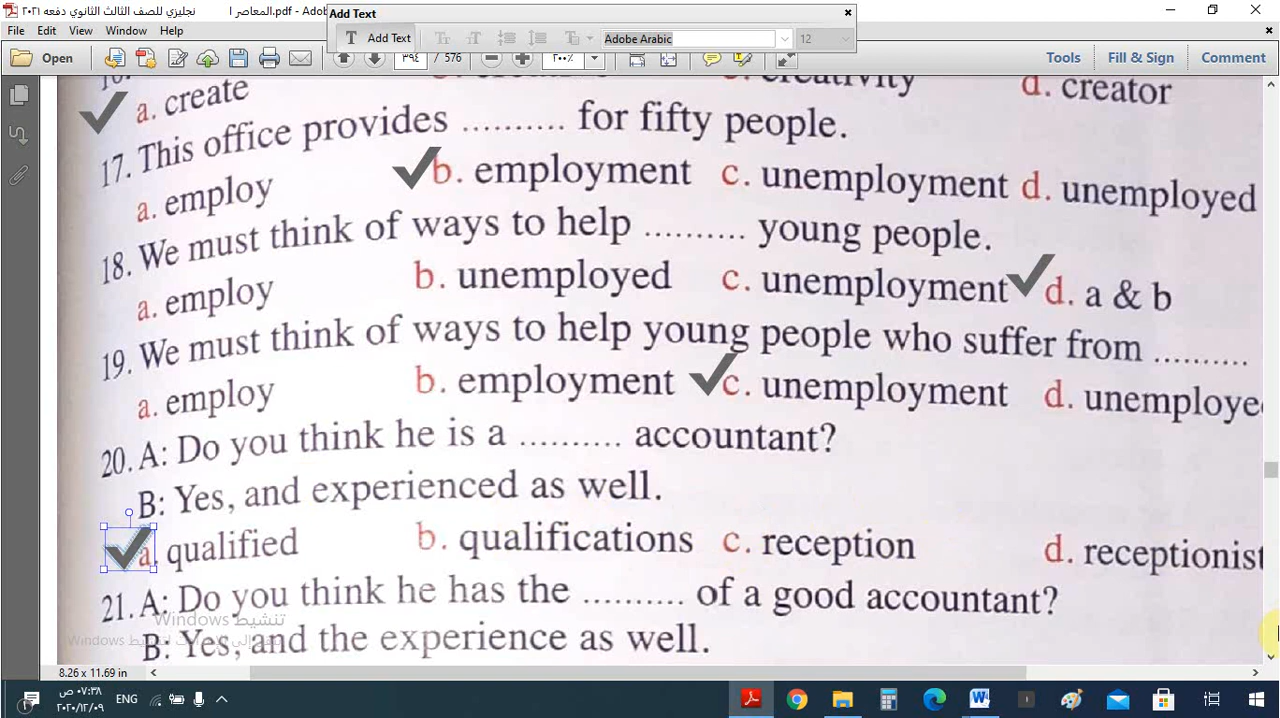 نجليزي للصف الثالث الثانوي دفعه ٢٠٢١ المعاصر ا.pdf - Adob
Add Text
File Edit View Window Help
Add Text
Adobe Arabic
12
Open
٣٩٤ / 576
٢٠٠٪
Tools Fill & Sign Comment
a. create c. creativity d. creator
17. This office provides .......... for fifty people.
a. employ b. employment c. unemployment d. unemployed
18. We must think of ways to help .......... young people.
a. employ b. unemployed c. unemployment d. a & b
19. We must think of ways to help young people who suffer from ..........
a. employ b. employment c. unemployment d. unemploye
20. A: Do you think he is a .......... accountant?
B: Yes, and experienced as well.
a. qualified b. qualifications c. reception d. receptionist
21. A: Do you think he has the .......... of a good accountant?
تنشيط Windows
B: Yes, and the experience as well.
8.26 x 11.69 in
ENG
٠٧:٣٨ ص
٢٠٢٠/١٢/٠٩